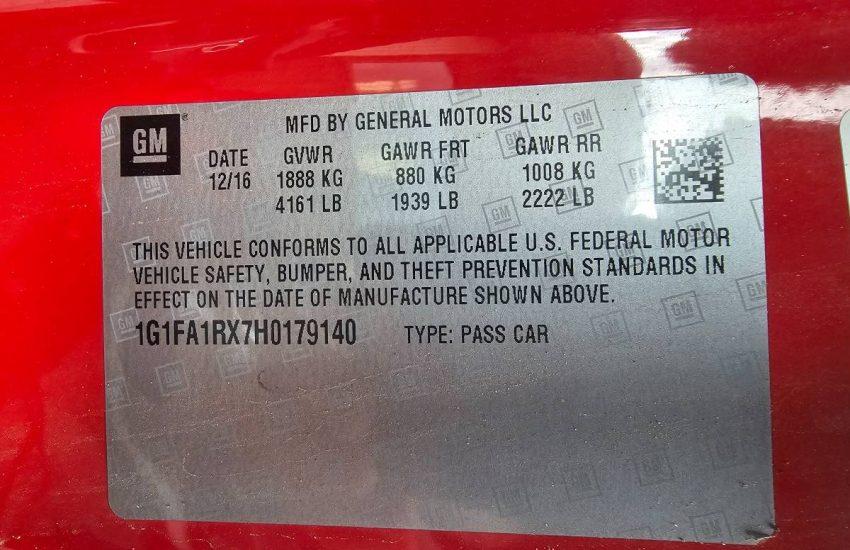 GM
MFD BY GENERAL MOTORS LLC
DATE GVWR GAWR FRT GAWR RR
12/16 1888 KG 880 KG 1008 KG
4161 LB 1939 LB 2222 LB
THIS VEHICLE CONFORMS TO ALL APPLICABLE U.S. FEDERAL MOTOR
VEHICLE SAFETY, BUMPER, AND THEFT PREVENTION STANDARDS IN
EFFECT ON THE DATE OF MANUFACTURE SHOWN ABOVE.
1G1FA1RX7H0179140 TYPE: PASS CAR